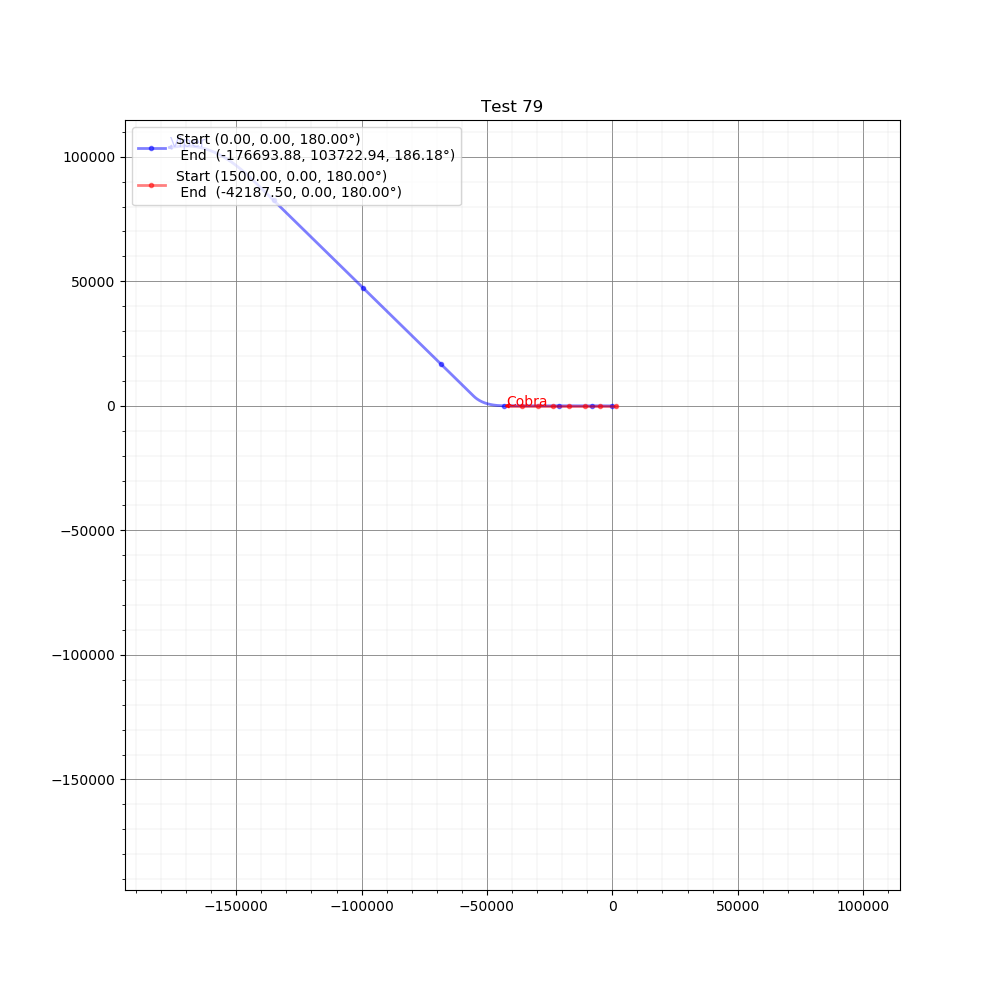 Test 79
Start (0.00, 0.00, 180.00°)
End (-176693.88, 103722.94, 186.18°)
Start (1500.00, 0.00, 180.00°)
End (-42187.50, 0.00, 180.00°)
100000
50000
0
−50000
−100000
−150000
Cobra
−150000
−100000
−50000
0
50000
100000